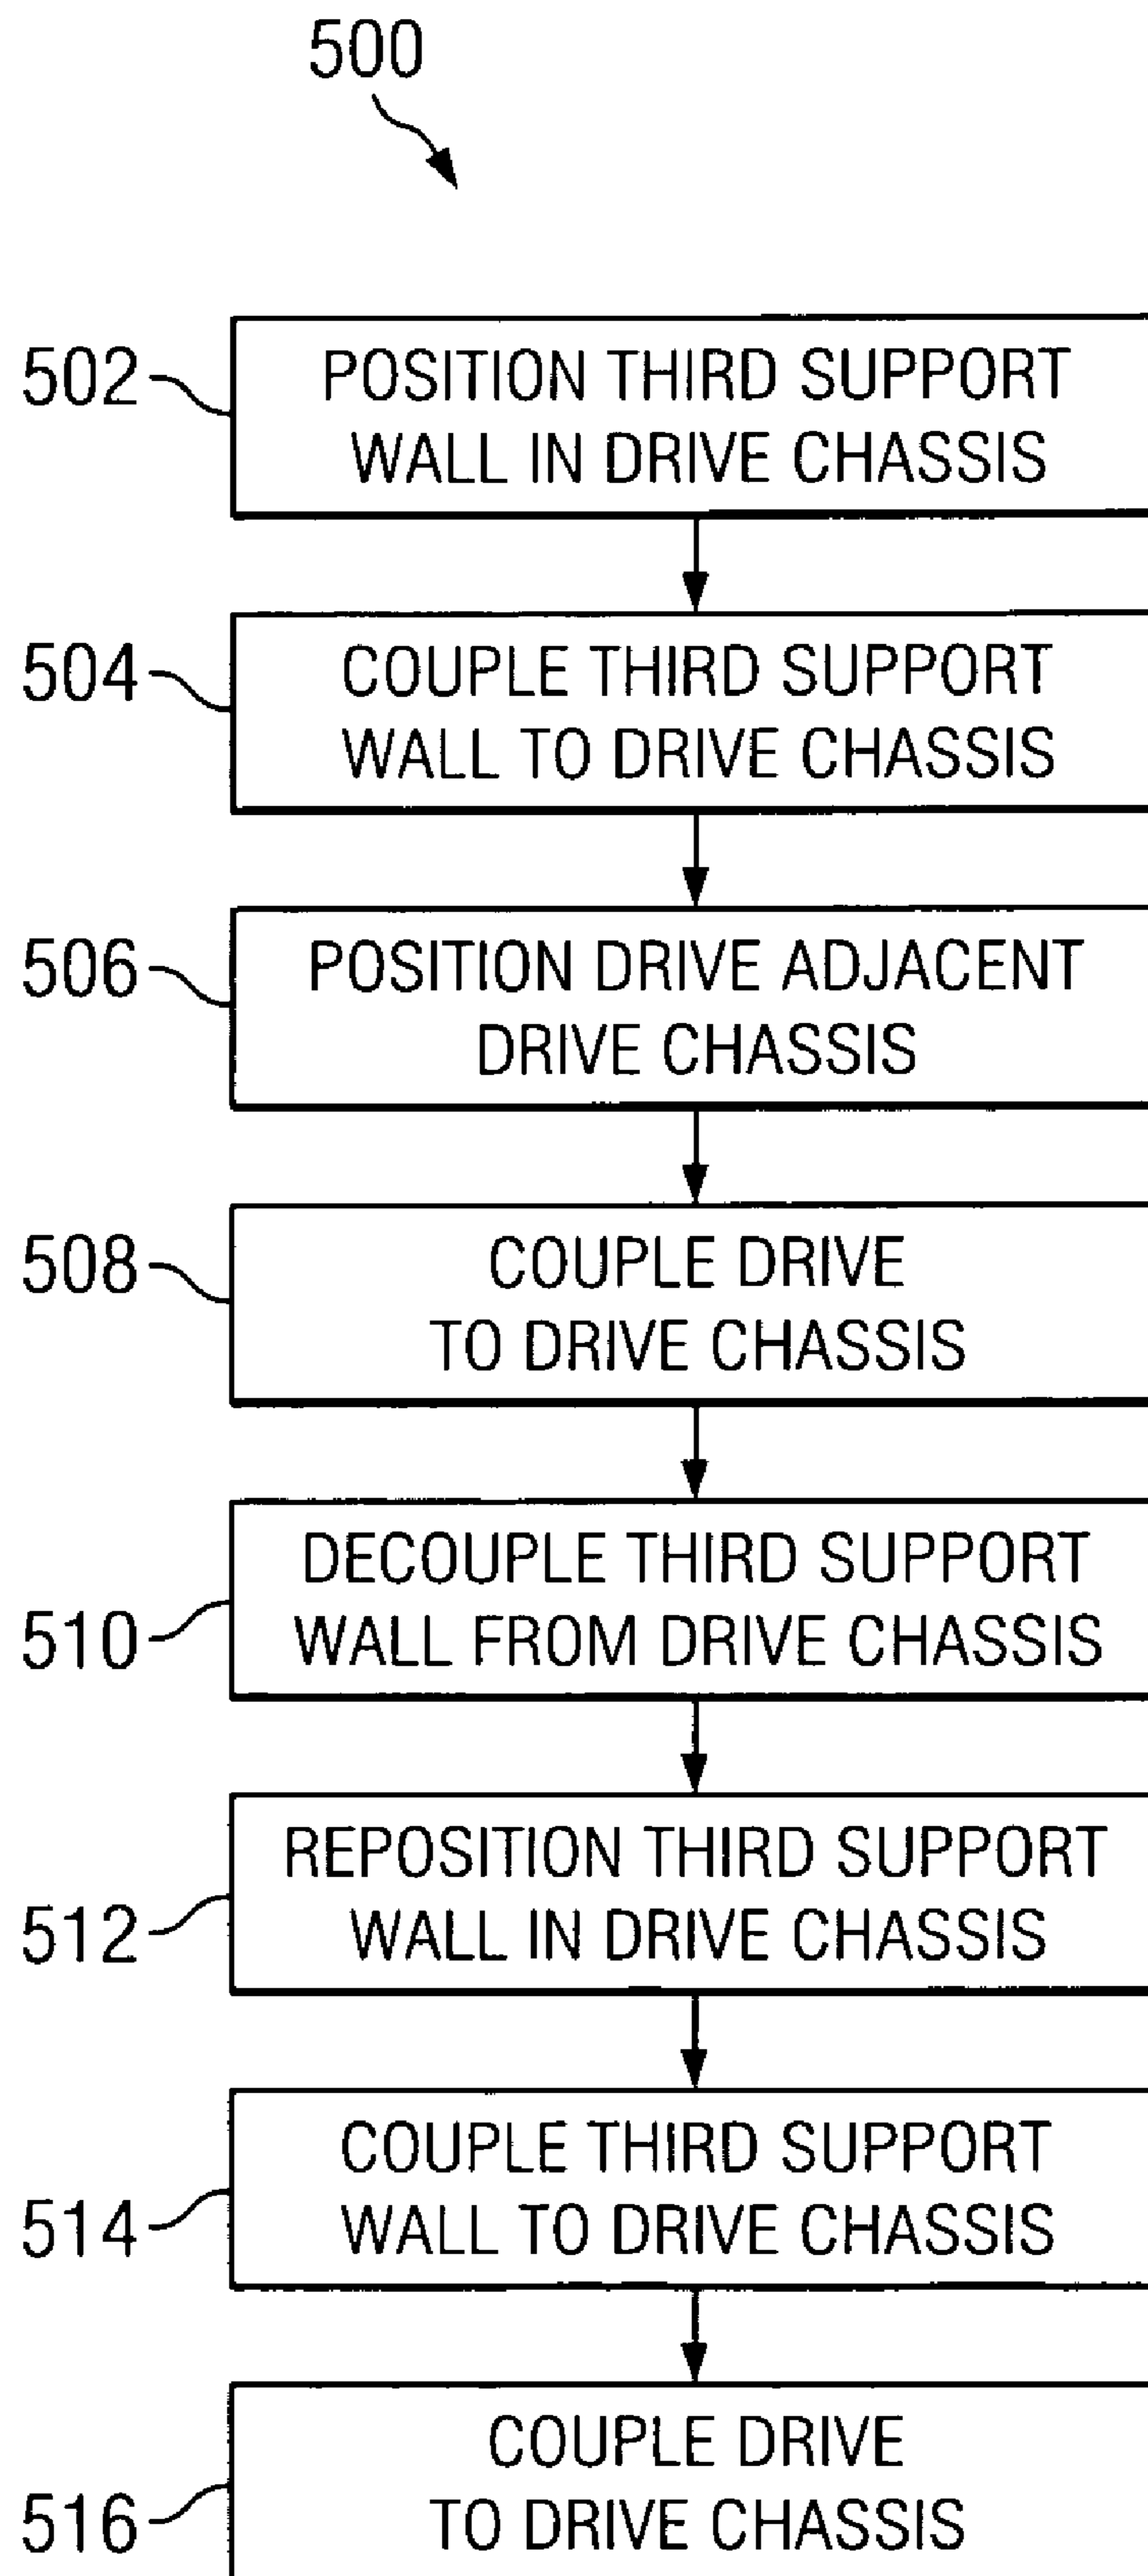 500
502
POSITION THIRD SUPPORT
WALL IN DRIVE CHASSIS
504
COUPLE THIRD SUPPORT
WALL TO DRIVE CHASSIS
506
POSITION DRIVE ADJACENT
DRIVE CHASSIS
508
COUPLE DRIVE
TO DRIVE CHASSIS
510
DECOUPLE THIRD SUPPORT
WALL FROM DRIVE CHASSIS
512
REPOSITION THIRD SUPPORT
WALL IN DRIVE CHASSIS
514
COUPLE THIRD SUPPORT
WALL TO DRIVE CHASSIS
516
COUPLE DRIVE
TO DRIVE CHASSIS